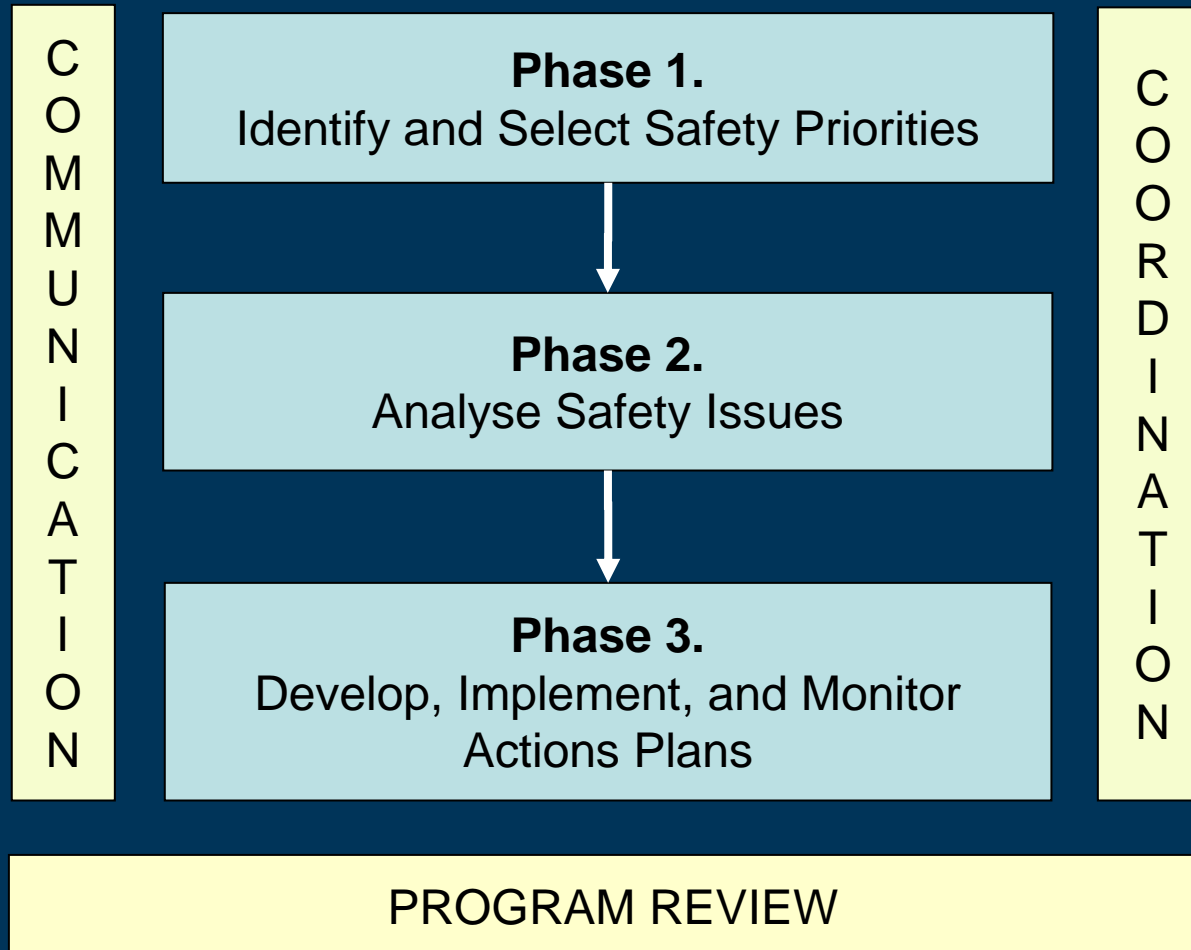 COMMUNICATION
Phase 1.
Identify and Select Safety Priorities
Phase 2.
Analyse Safety Issues
Phase 3.
Develop, Implement, and Monitor
Actions Plans
COORDINATION
PROGRAM REVIEW